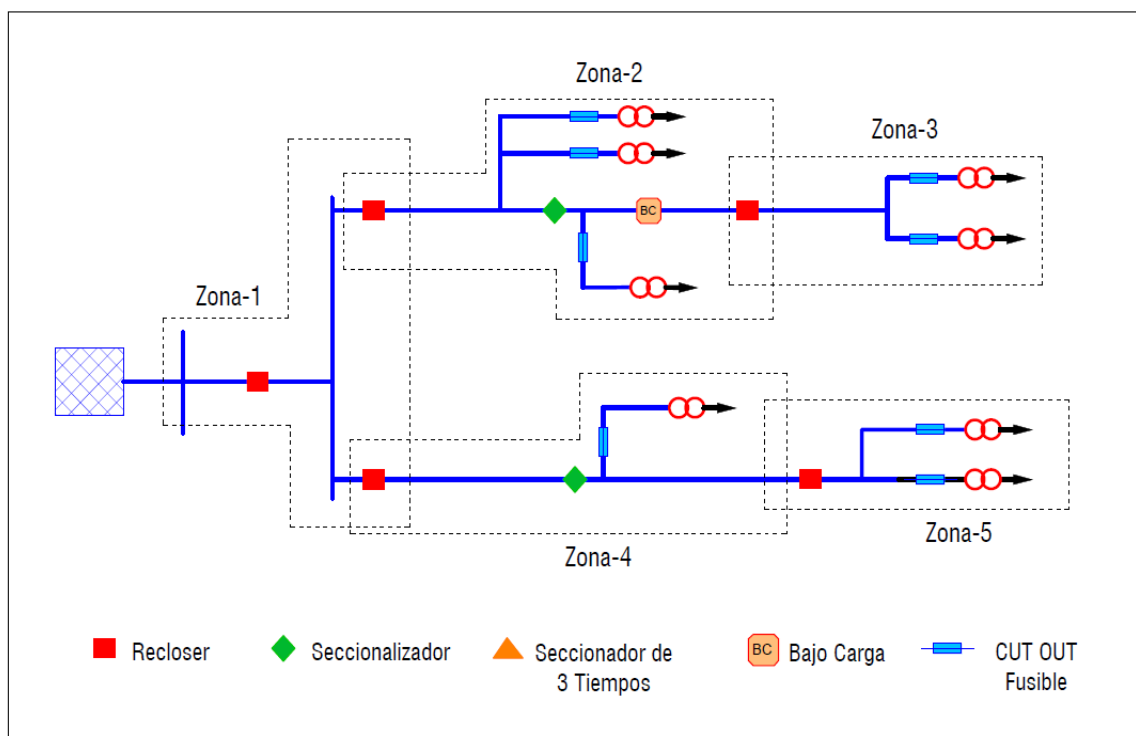 Zona-2
Zona-3
BC
Zona-1
Zona-4
Zona-5
Recloser
Seccionalizador
Seccionador de
3 Tiempos
BC
Bajo Carga
CUT OUT
Fusible